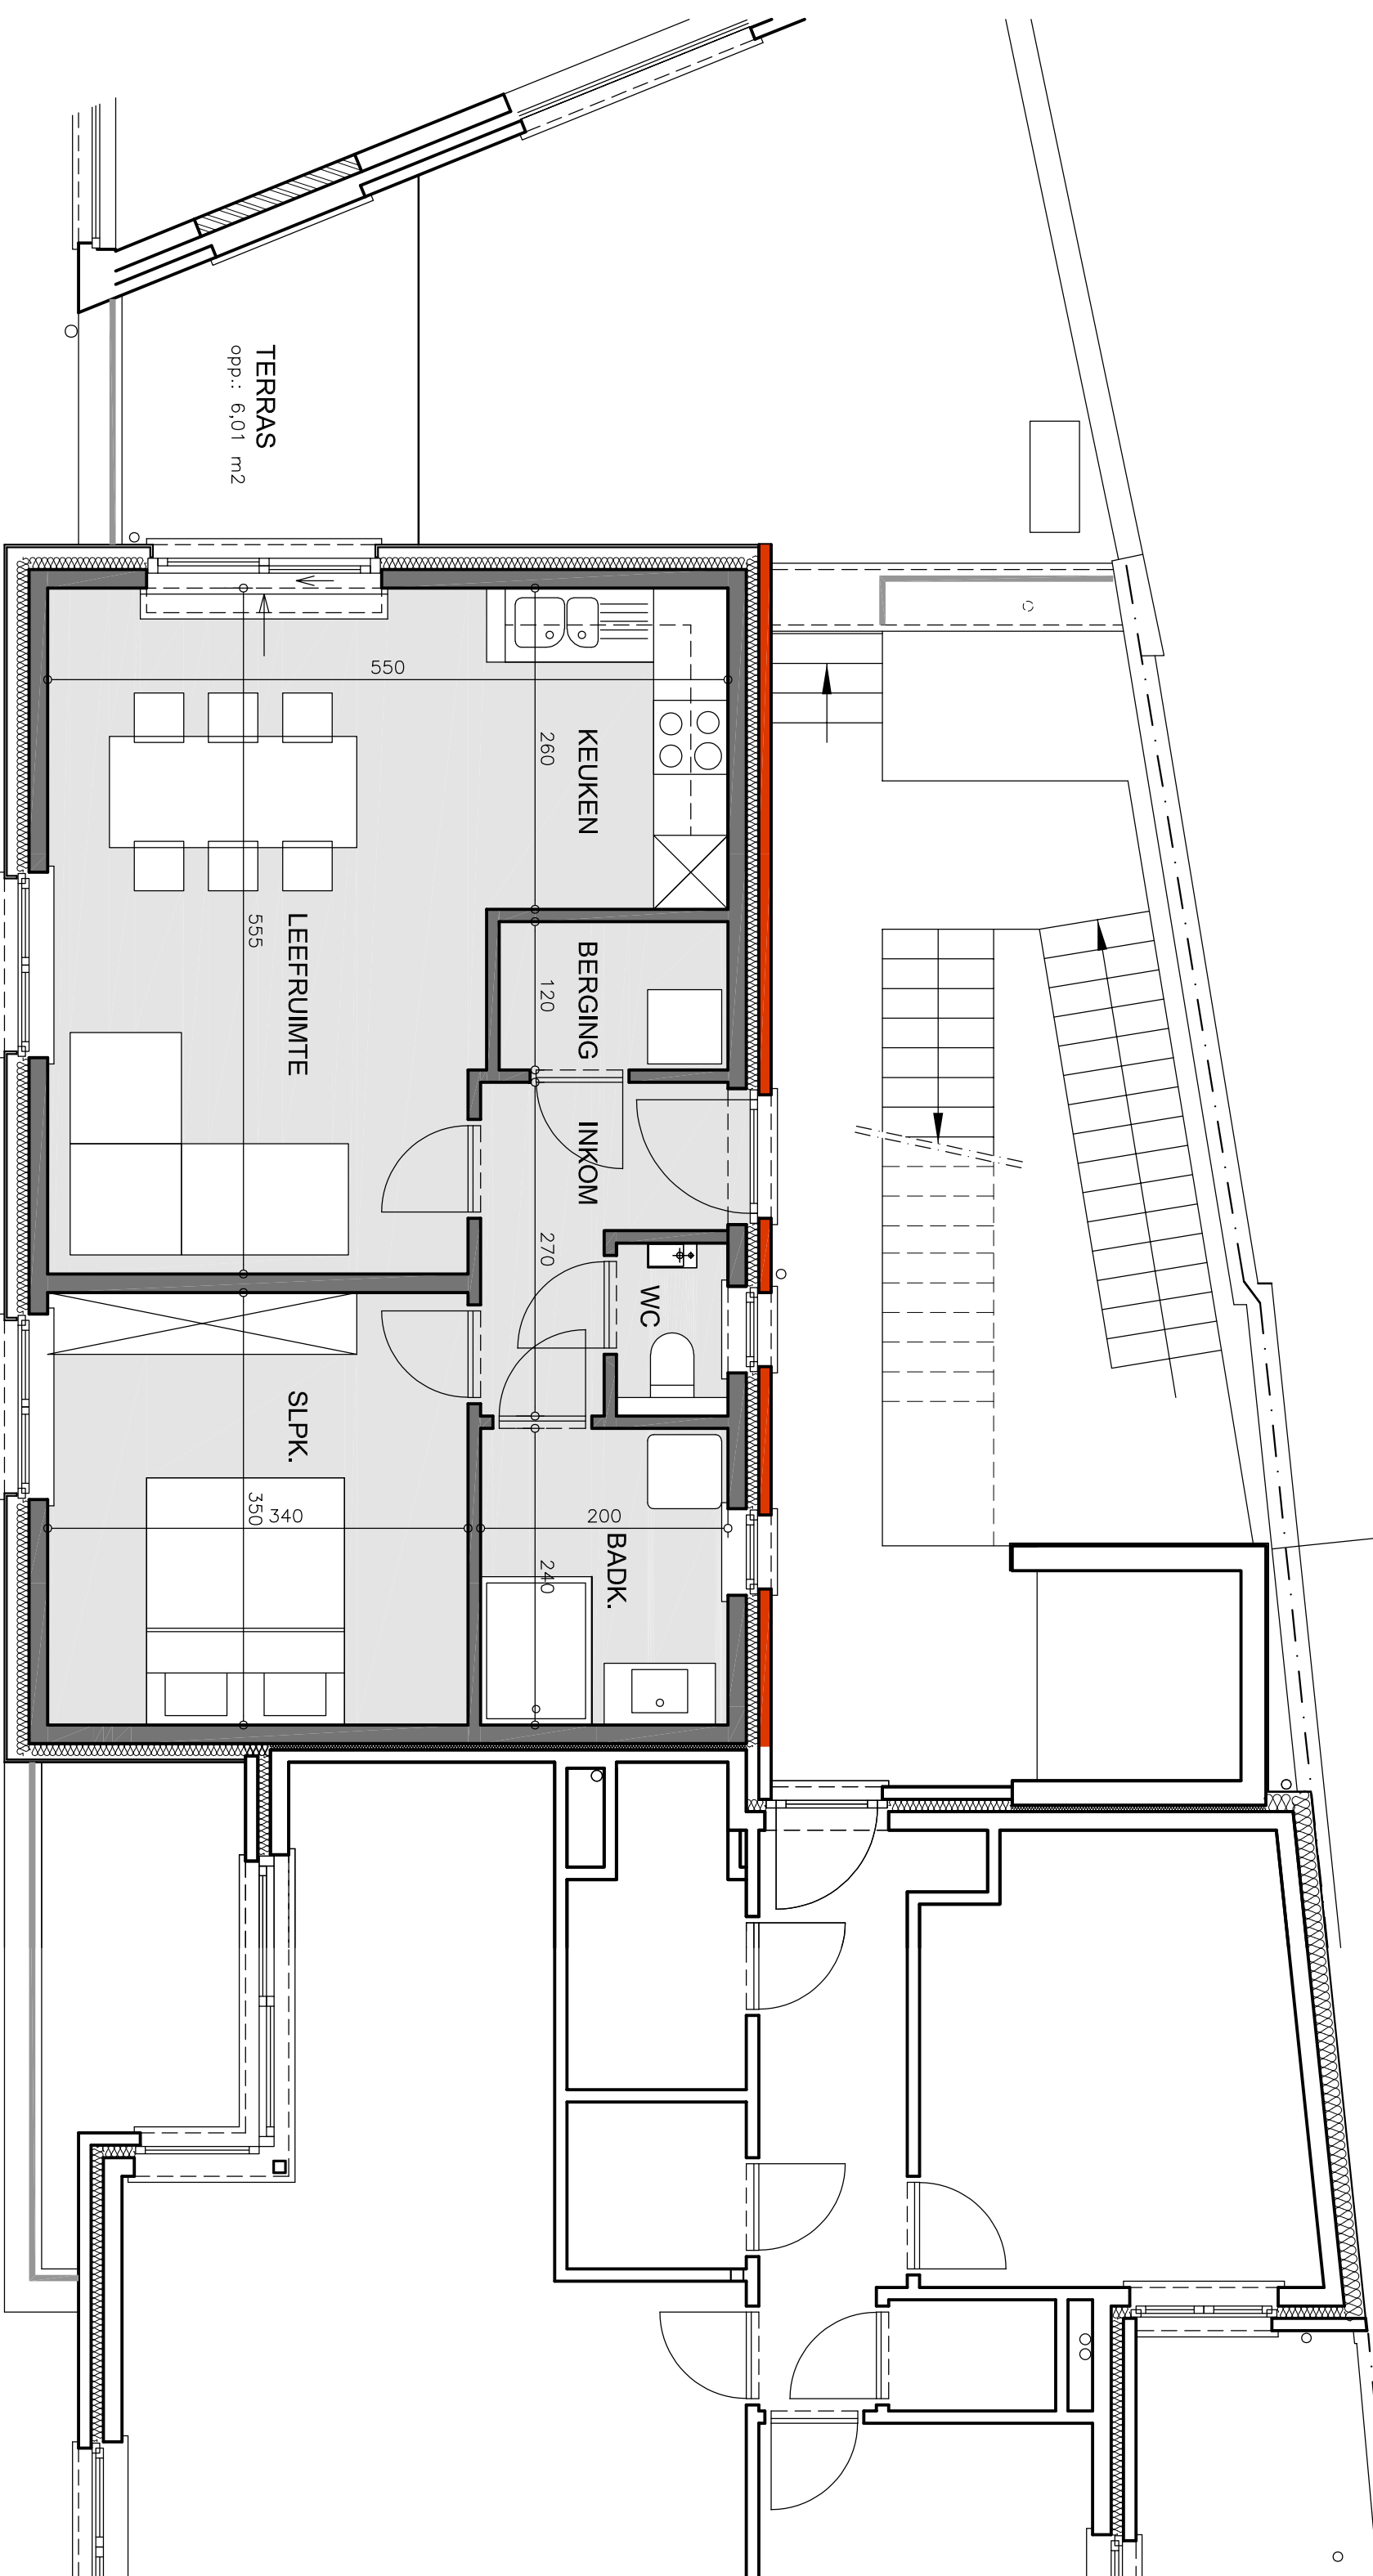 TERRAS
opp.: 6,01 m2
550
260
KEUKEN
555
LEEFRUIMTE
BERGING
120
INKOM
270
WC
SLPK.
350
340
200
BADK.
240